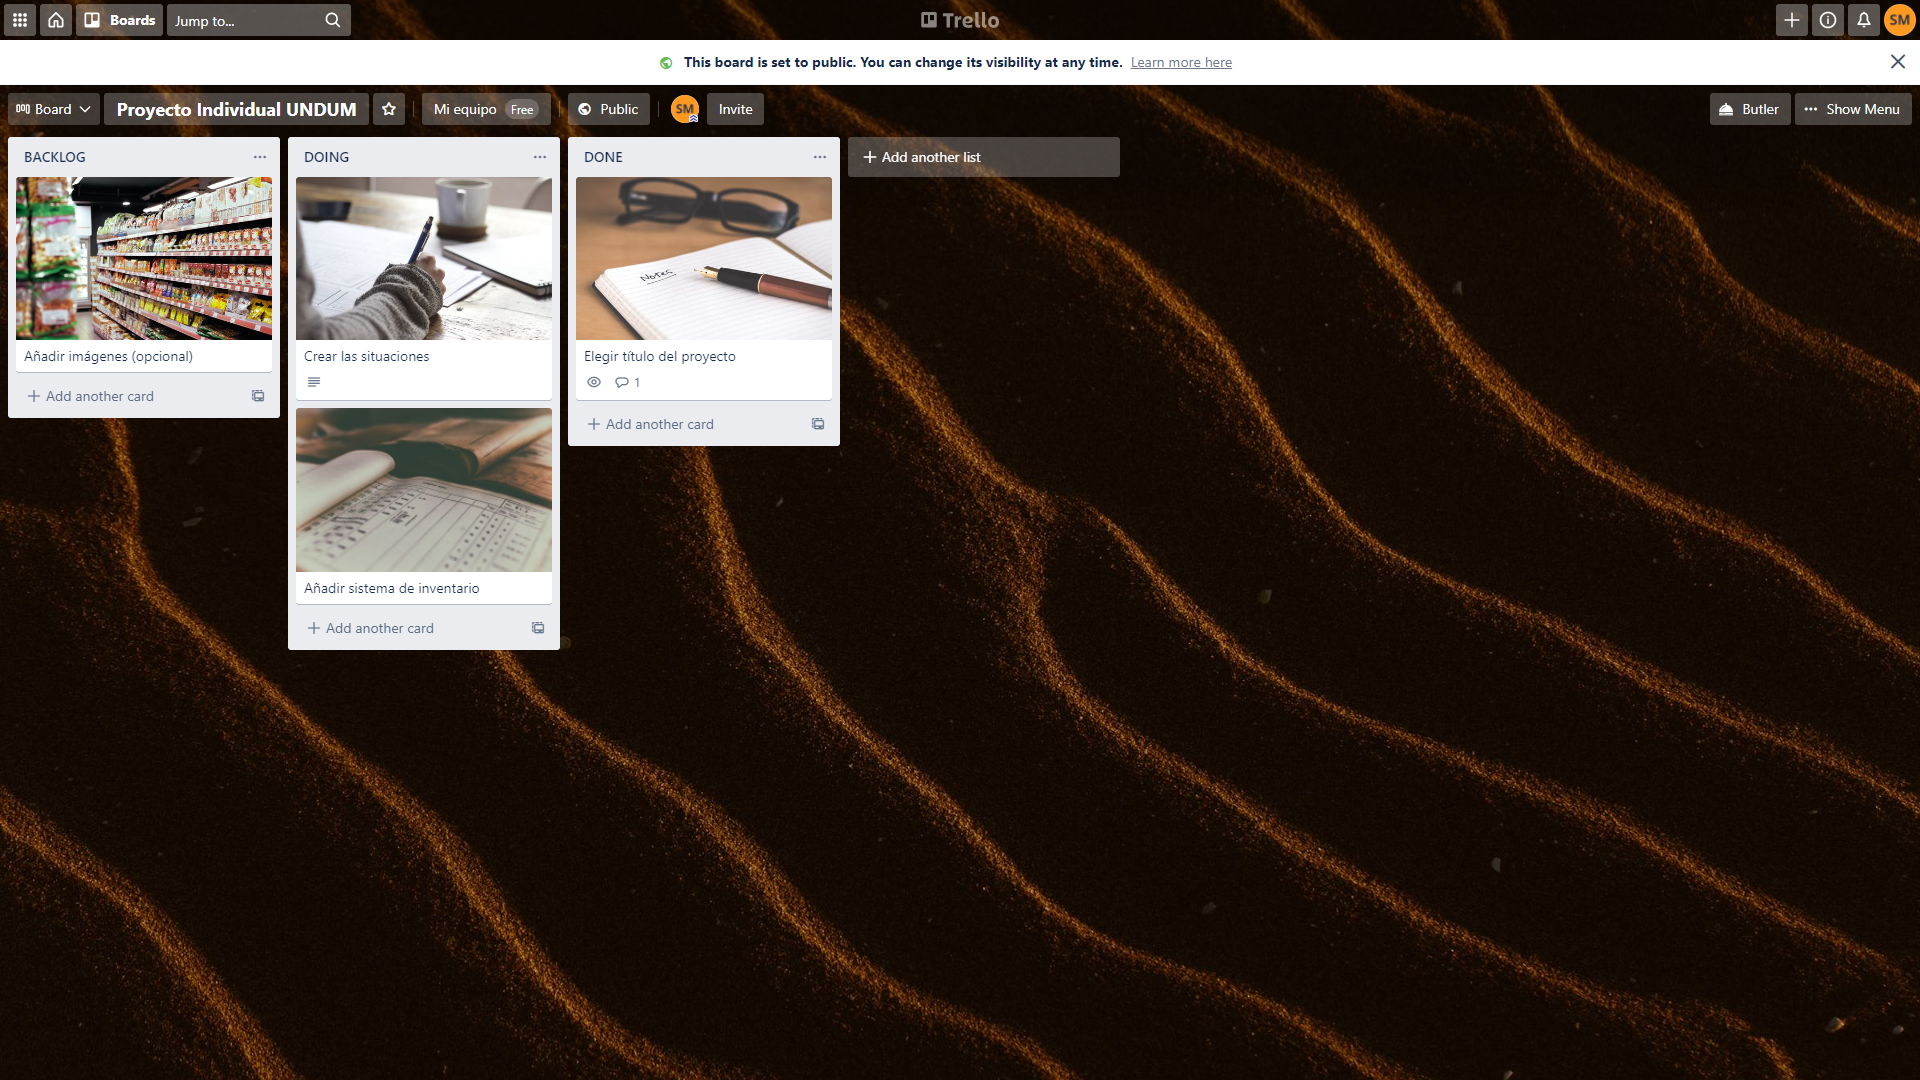 Boards
Jump to...
Trello
SM
This board is set to public. You can change its visibility at any time. Learn more here
Board
Proyecto Individual UNDUM
Mi equipo Free
Public
SM
Invite
Butler
Show Menu
BACKLOG
Añadir imágenes (opcional)
Add another card
DOING
Crear las situaciones
Añadir sistema de inventario
Add another card
DONE
Notes
Elegir título del proyecto
1
Add another card
Add another list